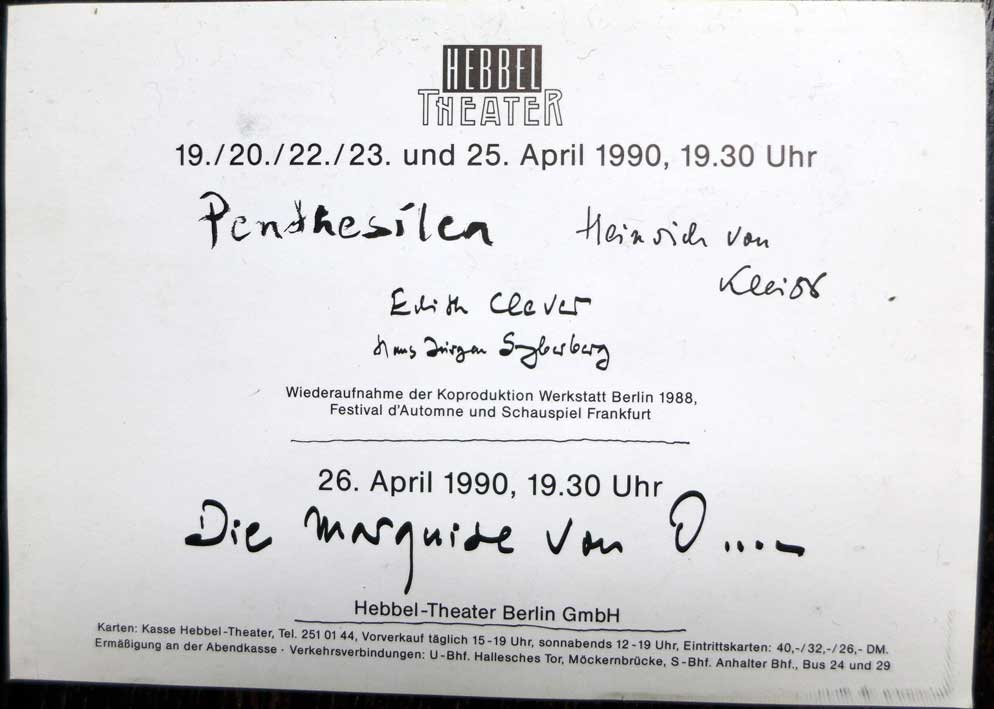 HEBBEL
THEATER
19./20./22./23. und 25. April 1990, 19.30 Uhr
Penthesilea
Heinrich von
Kleist
Edith Clever
Hans Jürgen Syberberg
Wiederaufnahme der Koproduktion Werkstatt Berlin 1988,
Festival d'Automne und Schauspiel Frankfurt
26. April 1990, 19.30 Uhr
Die Marquise von O....
Hebbel-Theater Berlin GmbH
Karten: Kasse Hebbel-Theater, Tel. 251 01 44, Vorverkauf täglich 15-19 Uhr, sonnabends 12-19 Uhr, Eintrittskarten: 40,-/32,-/26,- DM.
Ermäßigung an der Abendkasse · Verkehrsverbindungen: U-Bhf. Hallesches Tor, Möckernbrücke, S-Bhf. Anhalter Bhf., Bus 24 und 29